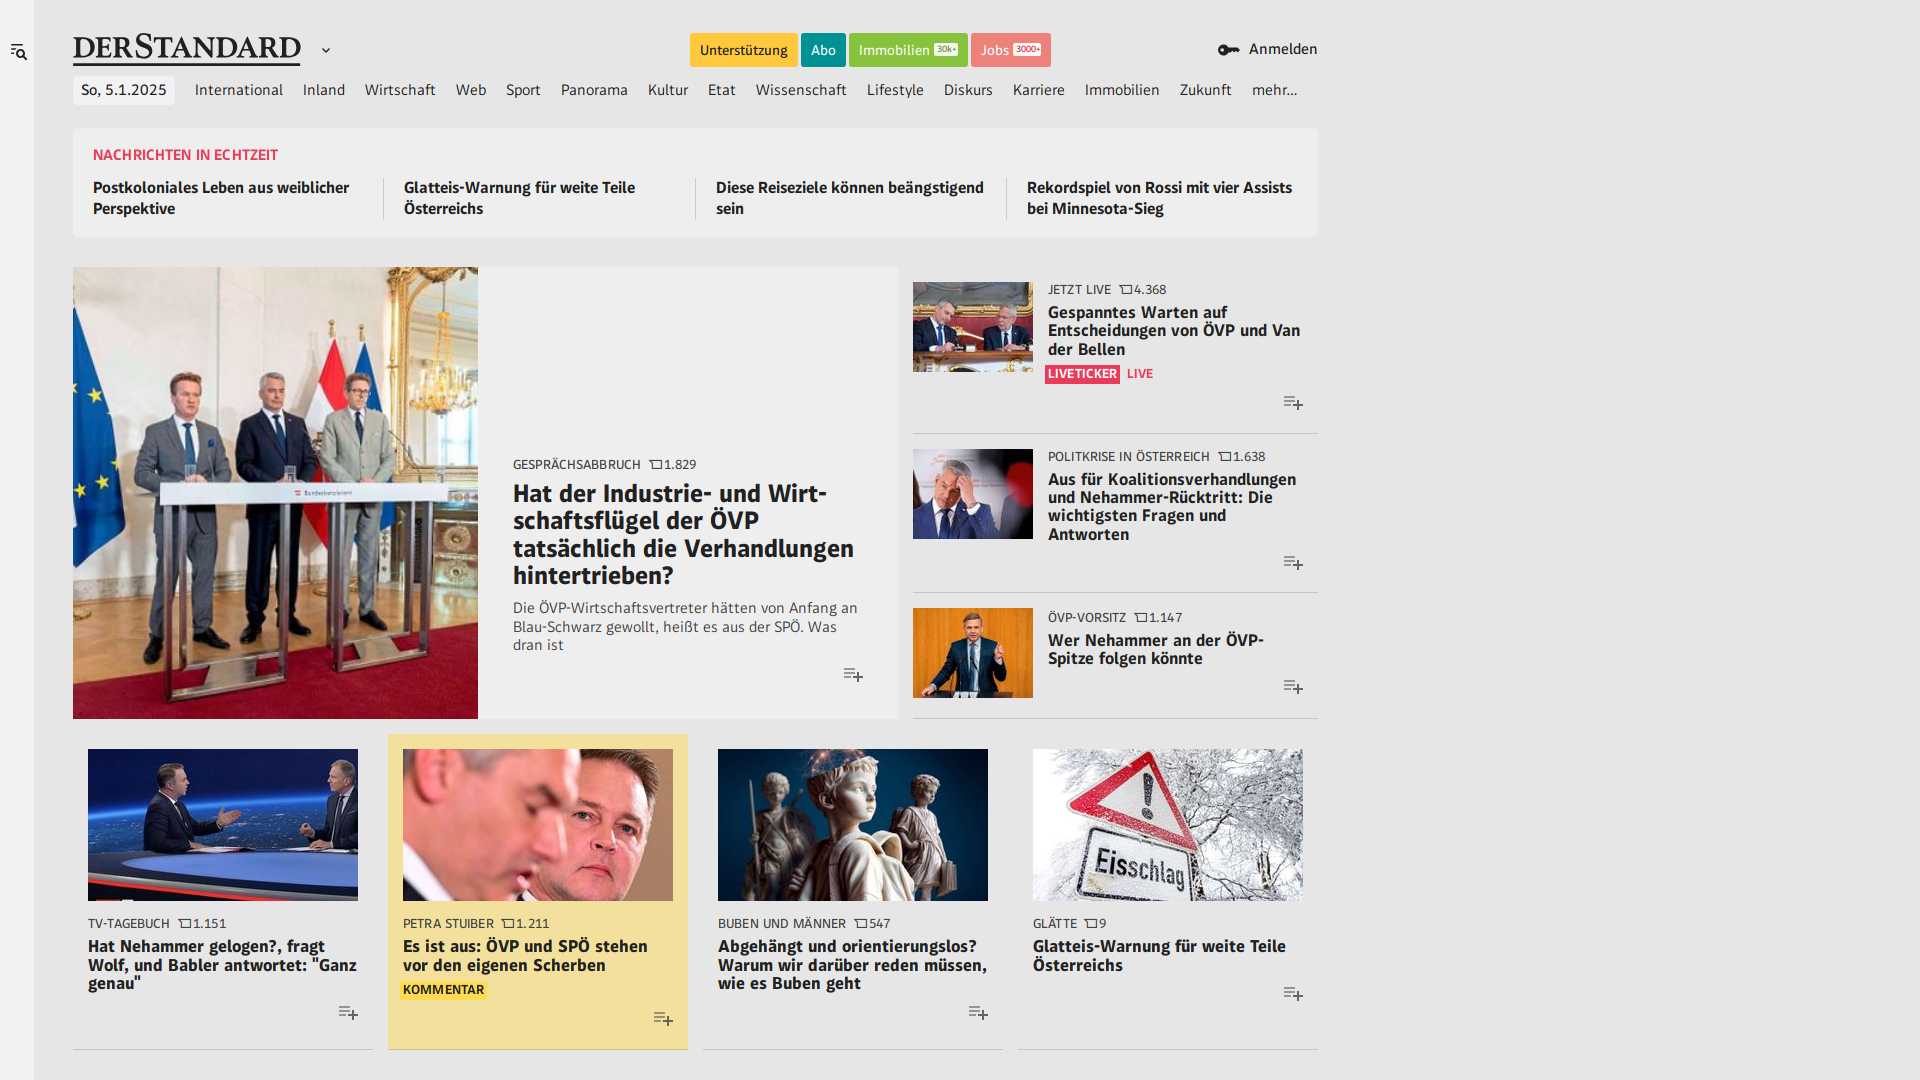 DERSTANDARD
Unterstützung
Abo
Immobilien 30k+
Jobs 3000+
Anmelden
So, 5.1.2025
International
Inland
Wirtschaft
Web
Sport
Panorama
Kultur
Etat
Wissenschaft
Lifestyle
Diskurs
Karriere
Immobilien
Zukunft
mehr...
NACHRICHTEN IN ECHTZEIT
Postkoloniales Leben aus weiblicher
Perspektive
Glatteis-Warnung für weite Teile
Österreichs
Diese Reiseziele können beängstigend
sein
Rekordspiel von Rossi mit vier Assists
bei Minnesota-Sieg
Bundeskanzleramt
GESPRÄCHSABBRUCH 1.829
Hat der Industrie- und Wirt-
schaftsflügel der ÖVP
tatsächlich die Verhandlungen
hintertrieben?
Die ÖVP-Wirtschaftsvertreter hätten von Anfang an
Blau-Schwarz gewollt, heißt es aus der SPÖ. Was
dran ist
JETZT LIVE 4.368
Gespanntes Warten auf
Entscheidungen von ÖVP und Van
der Bellen
LIVETICKER LIVE
POLITKRISE IN ÖSTERREICH 1.638
Aus für Koalitionsverhandlungen
und Nehammer-Rücktritt: Die
wichtigsten Fragen und
Antworten
ÖVP-VORSITZ 1.147
Wer Nehammer an der ÖVP-
Spitze folgen könnte
TV-TAGEBUCH 1.151
Hat Nehammer gelogen?, fragt
Wolf, und Babler antwortet: "Ganz
genau"
PETRA STUIBER 1.211
Es ist aus: ÖVP und SPÖ stehen
vor den eigenen Scherben
KOMMENTAR
BUBEN UND MÄNNER 547
Abgehängt und orientierungslos?
Warum wir darüber reden müssen,
wie es Buben geht
Eisschlag
GLÄTTE 9
Glatteis-Warnung für weite Teile
Österreichs